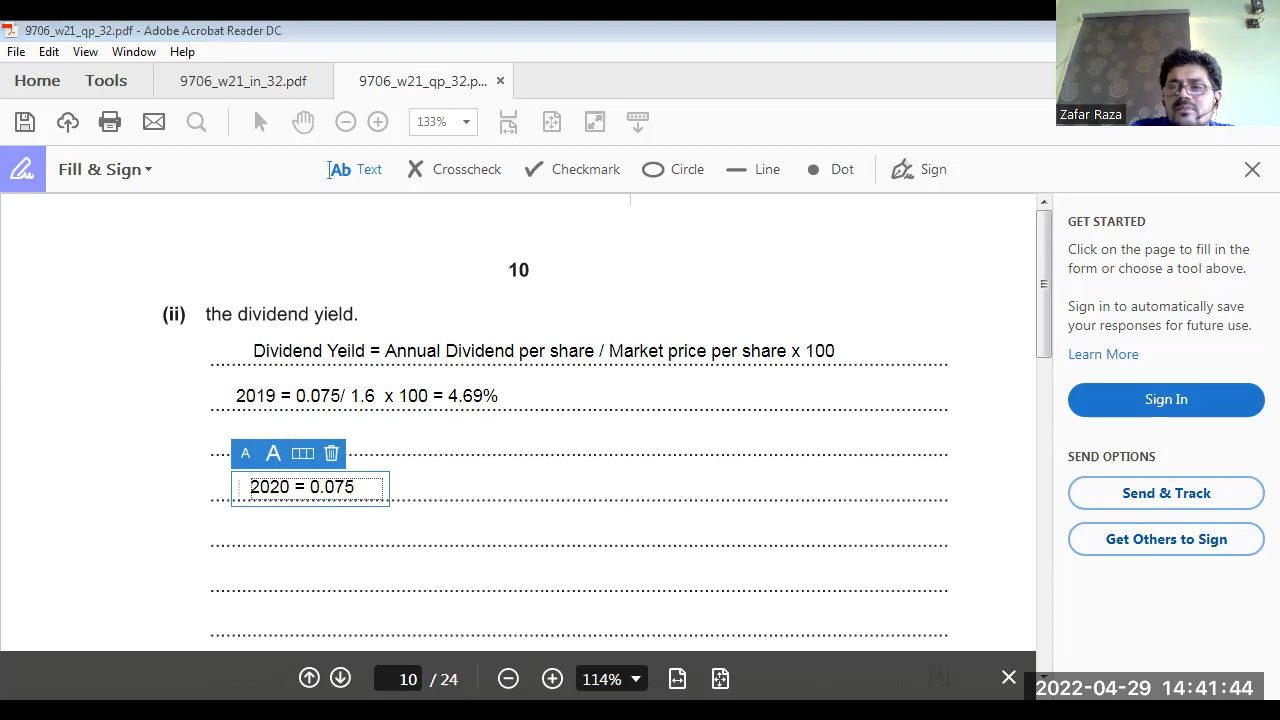 9706_w21_qp_32.pdf - Adobe Acrobat Reader DC
File Edit View Window Help
Home Tools 9706_w21_in_32.pdf 9706_w21_qp_32.p... ×
133%
Zafar Raza
Fill & Sign Ab Text Crosscheck Checkmark Circle Line Dot Sign
10
(ii) the dividend yield.
Dividend Yeild = Annual Dividend per share / Market price per share x 100
2019 = 0.075/ 1.6 x 100 = 4.69%
A A
2020 = 0.075
GET STARTED
Click on the page to fill in the
form or choose a tool above.
Sign in to automatically save
your responses for future use.
Learn More
Sign In
SEND OPTIONS
Send & Track
Get Others to Sign
10 / 24 114%
[4]
2022-04-29 14:41:44